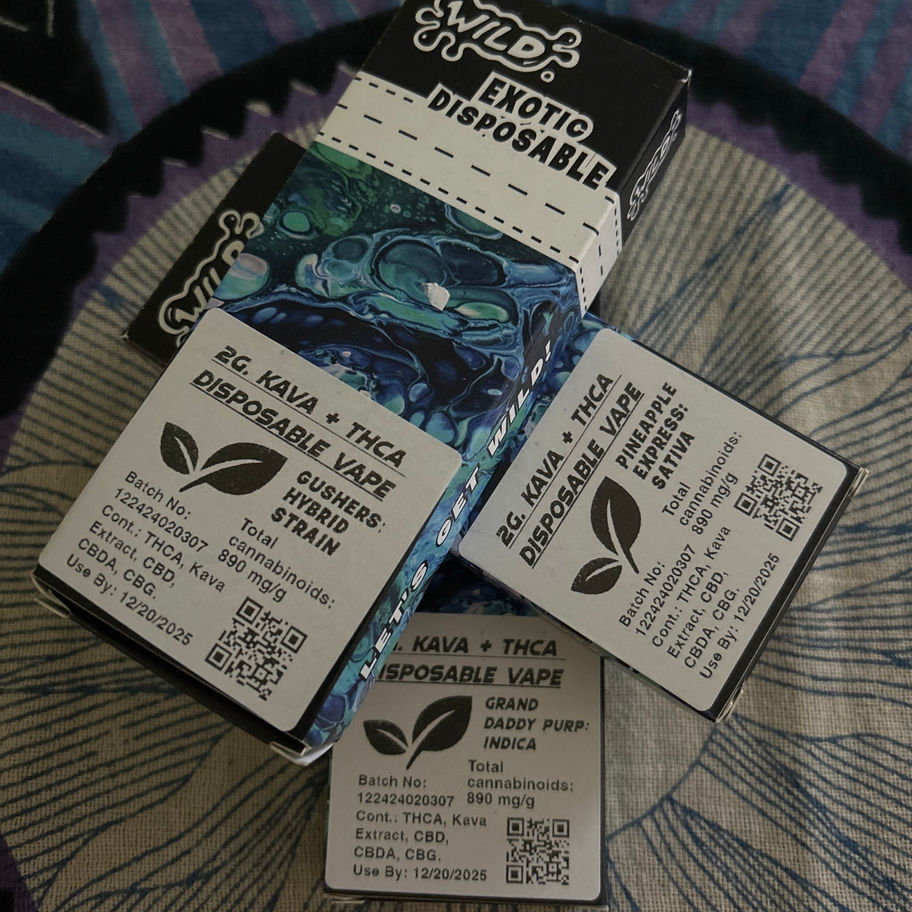 WILD.
EXOTIC
DISPOSABLE
WILD.
WILD
LET'S GET WILD!
2G. KAVA + THCA
DISPOSABLE VAPE
GUSHERS:
HYBRID
STRAIN
Batch No:
122424020307
Cont.: THCA, Kava
Extract, CBD,
CBDA, CBG.
Use By: 12/20/2025
Total
cannabinoids:
890 mg/g
2G. KAVA + THCA
DISPOSABLE VAPE
PINEAPPLE
EXPRESS:
SATIVA
Total
cannabinoids:
890 mg/g
Batch No:
122424020307
Cont.: THCA, Kava
Extract, CBD,
CBDA, CBG.
Use By: 12/20/2025
. KAVA + THCA
ISPOSABLE VAPE
GRAND
DADDY PURP:
INDICA
Total
cannabinoids:
890 mg/g
Batch No:
122424020307
Cont.: THCA, Kava
Extract, CBD,
CBDA, CBG.
Use By: 12/20/2025